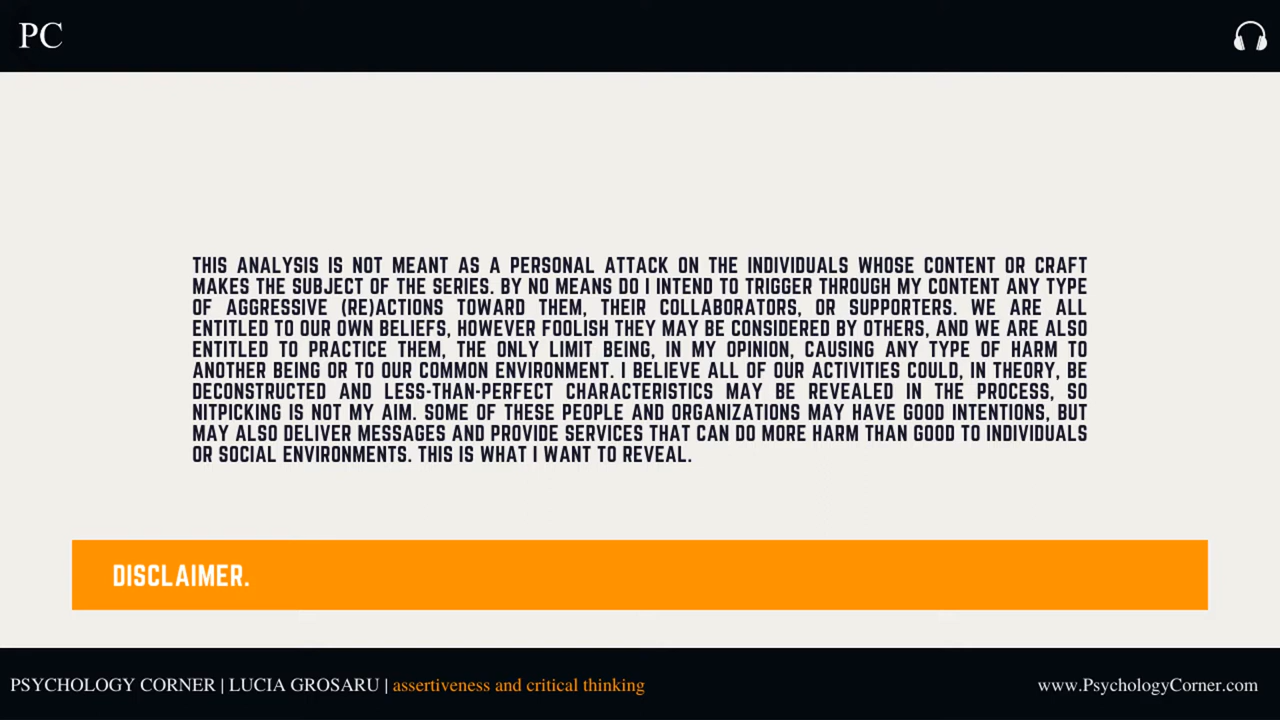 PC
THIS ANALYSIS IS NOT MEANT AS A PERSONAL ATTACK ON THE INDIVIDUALS WHOSE CONTENT OR CRAFT
MAKES THE SUBJECT OF THE SERIES. BY NO MEANS DO I INTEND TO TRIGGER THROUGH MY CONTENT ANY TYPE
OF AGGRESSIVE (RE)ACTIONS TOWARD THEM, THEIR COLLABORATORS, OR SUPPORTERS. WE ARE ALL
ENTITLED TO OUR OWN BELIEFS, HOWEVER FOOLISH THEY MAY BE CONSIDERED BY OTHERS, AND WE ARE ALSO
ENTITLED TO PRACTICE THEM, THE ONLY LIMIT BEING, IN MY OPINION, CAUSING ANY TYPE OF HARM TO
ANOTHER BEING OR TO OUR COMMON ENVIRONMENT. I BELIEVE ALL OF OUR ACTIVITIES COULD, IN THEORY, BE
DECONSTRUCTED AND LESS-THAN-PERFECT CHARACTERISTICS MAY BE REVEALED IN THE PROCESS, SO
NITPICKING IS NOT MY AIM. SOME OF THESE PEOPLE AND ORGANIZATIONS MAY HAVE GOOD INTENTIONS, BUT
MAY ALSO DELIVER MESSAGES AND PROVIDE SERVICES THAT CAN DO MORE HARM THAN GOOD TO INDIVIDUALS
OR SOCIAL ENVIRONMENTS. THIS IS WHAT I WANT TO REVEAL.
DISCLAIMER.
PSYCHOLOGY CORNER | LUCIA GROSARU | assertiveness and critical thinking
www.PsychologyCorner.com